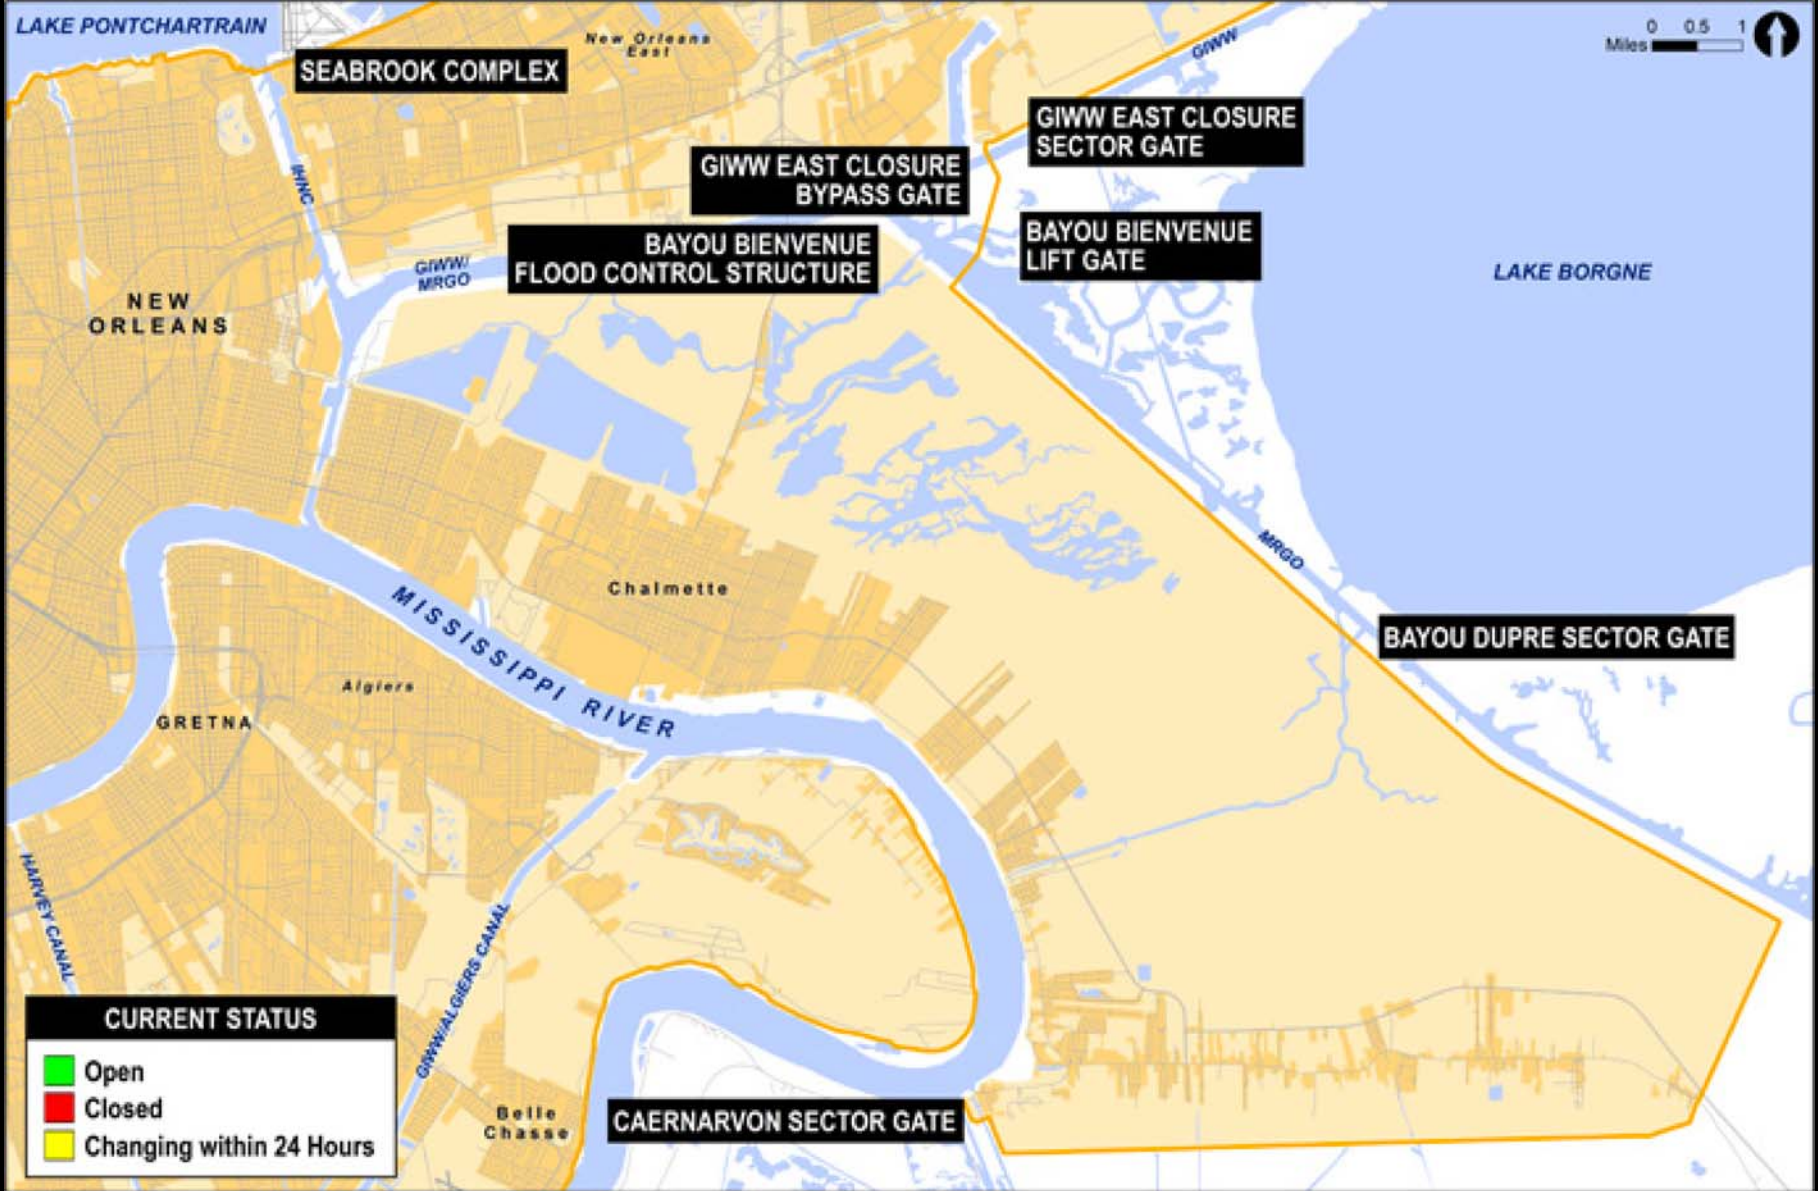 LAKE PONTCHARTRAIN
New Orleans
East
GIWW
0 0.5 1
Miles
SEABROOK COMPLEX
GIWW EAST CLOSURE
SECTOR GATE
GIWW EAST CLOSURE
BYPASS GATE
IHNC
BAYOU BIENVENUE
FLOOD CONTROL STRUCTURE
BAYOU BIENVENUE
LIFT GATE
GIWW/
MRGO
LAKE BORGNE
NEW
ORLEANS
MRGO
Chalmette
MISSISSIPPI RIVER
BAYOU DUPRE SECTOR GATE
Algiers
GRETNA
HARVEY CANAL
GIWW/ALGIERS CANAL
CURRENT STATUS
Open
Closed
Changing within 24 Hours
Belle
Chasse
CAERNARVON SECTOR GATE